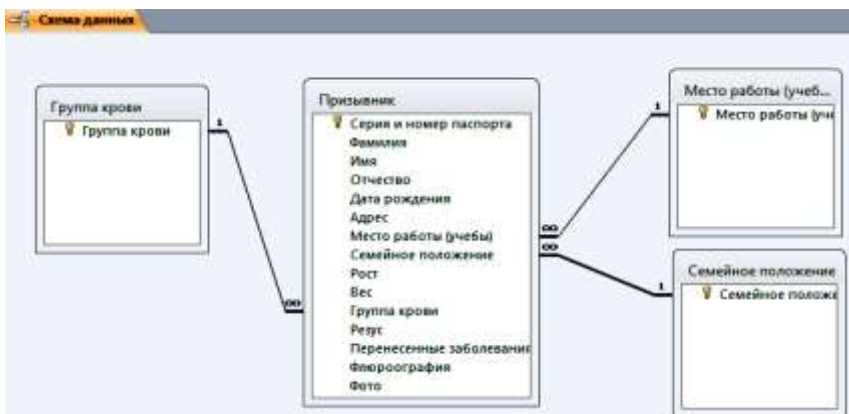 Схема данных
Группа крови
Группа крови
1
∞
Призывник
Серия и номер паспорта
Фамилия
Имя
Отчество
Дата рождения
Адрес
Место работы (учебы)
Семейное положение
Рост
Вес
Группа крови
Резус
Перенесенные заболевания
Флюроография
Фото
∞
∞
Место работы (учеб...
Место работы (уч
1
Семейное положение
Семейное положе
1